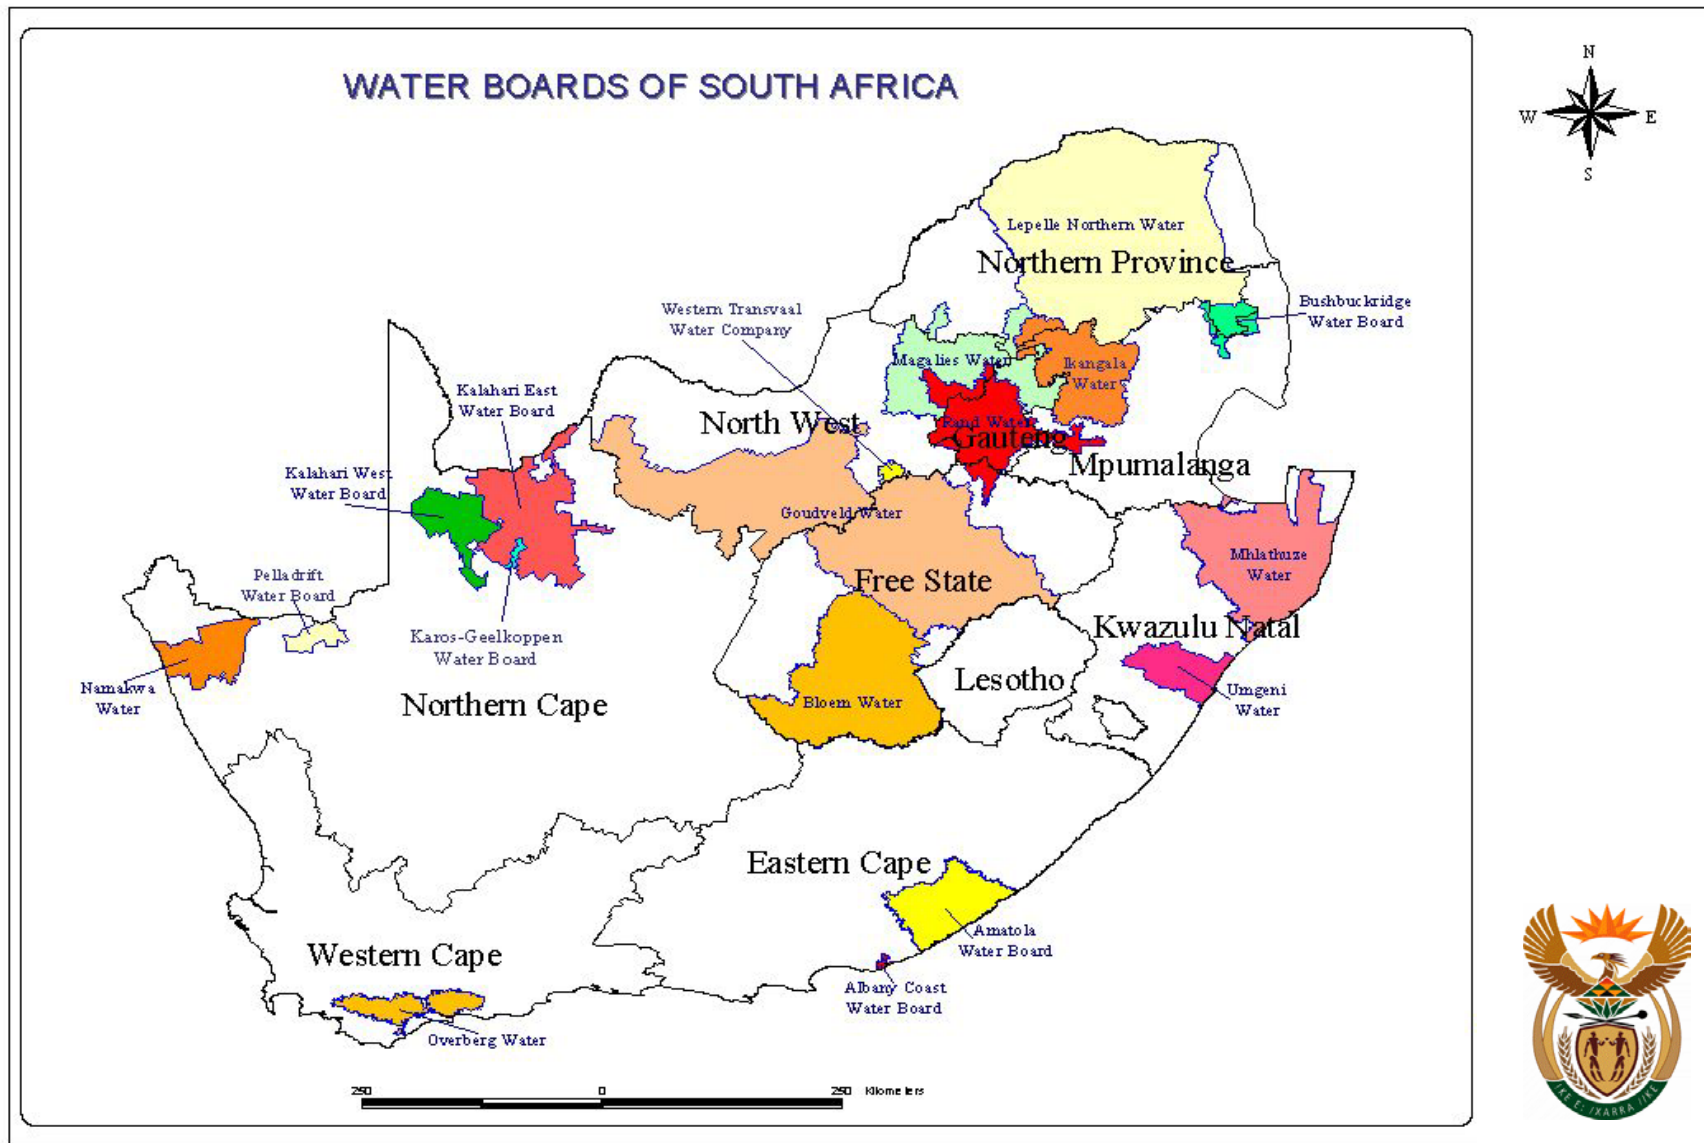 WATER BOARDS OF SOUTH AFRICA
N
W
E
S
Lepelle Northern Water
Northern Province
Western Transvaal
Water Company
Bushbuckridge
Water Board
Magalies Water
Ikangala
Water
Kalahari East
Water Board
North West
Rand Water
Gauteng
Mpumalanga
Kalahari West
Water Board
Goudveld Water
Mhlathuze
Water
Pelladrift
Water Board
Free State
Karos-Geelkoppen
Water Board
Kwazulu Natal
Lesotho
Namakwa
Water
Northern Cape
Bloem Water
Umgeni
Water
Eastern Cape
Amatola
Water Board
Western Cape
Albany Coast
Water Board
Overberg Water
250
0
250
Kilometers
!KE E: /XARRA //KE